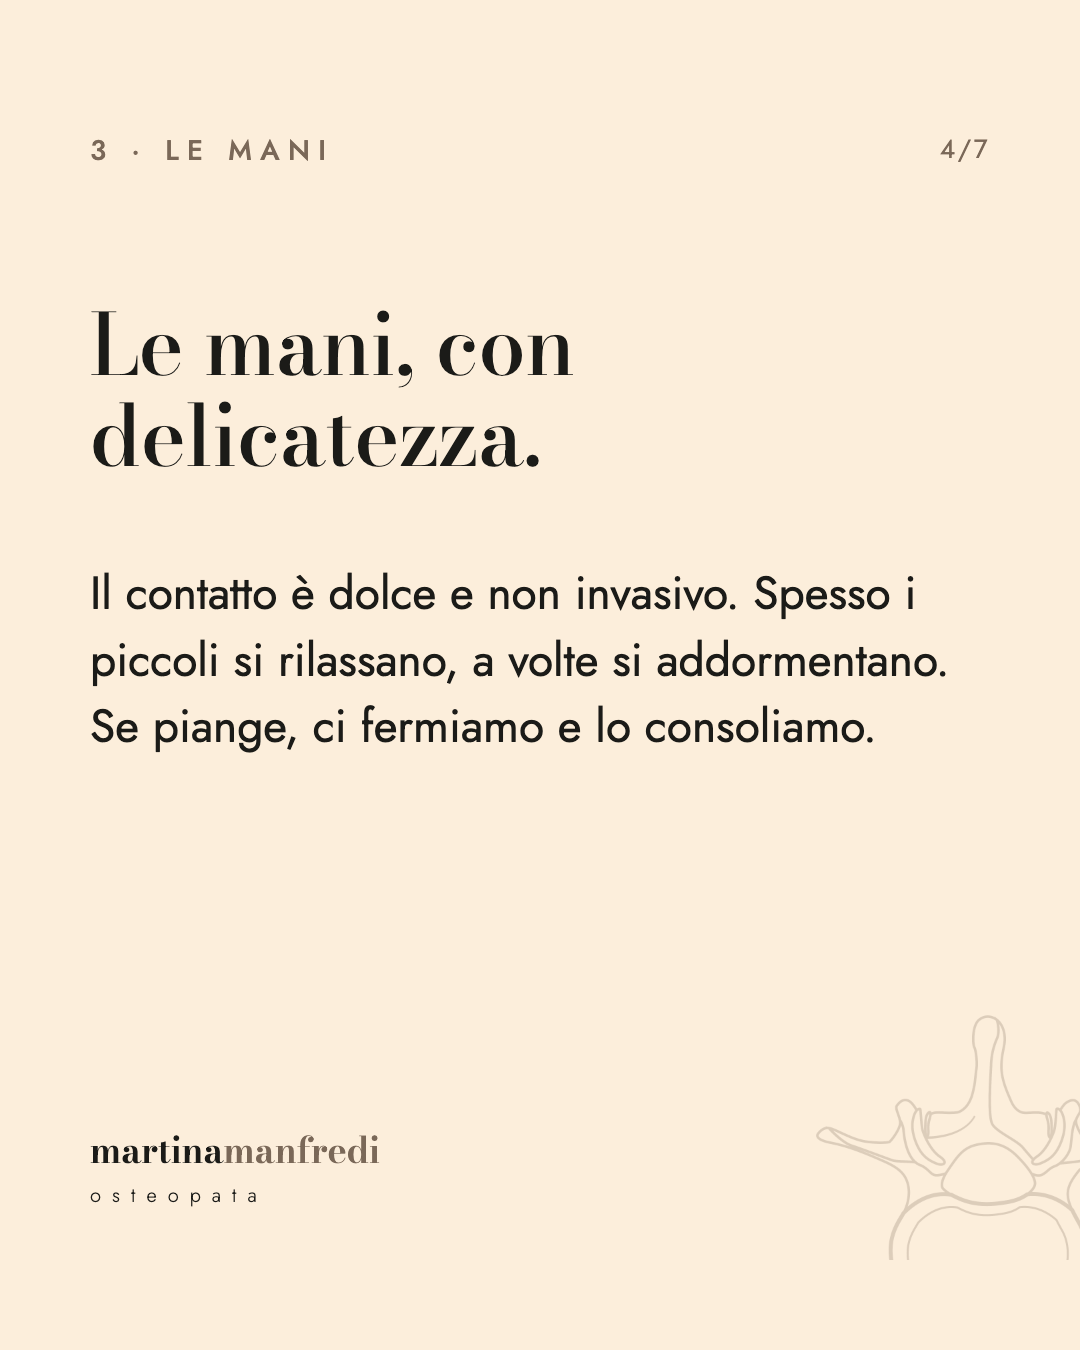 3 · LE MANI
4/7
Le mani, con
delicatezza.
Il contatto è dolce e non invasivo. Spesso i
piccoli si rilassano, a volte si addormentano.
Se piange, ci fermiamo e lo consoliamo.
martinamanfredi
osteopata